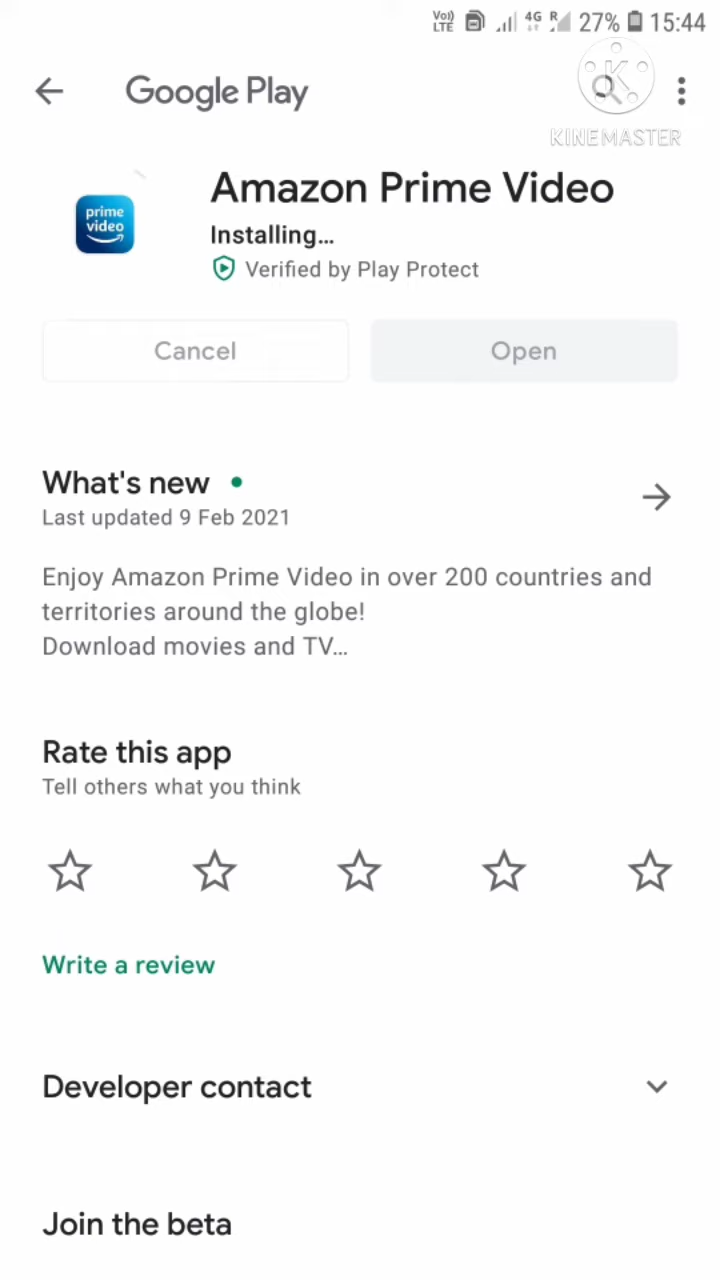 Vo)) LTE 4G R 27% 15:44
Google Play
K
KINEMASTER
Amazon Prime Video
prime video
Installing...
Verified by Play Protect
Cancel
Open
What's new
Last updated 9 Feb 2021
Enjoy Amazon Prime Video in over 200 countries and
territories around the globe!
Download movies and TV...
Rate this app
Tell others what you think
Write a review
Developer contact
Join the beta